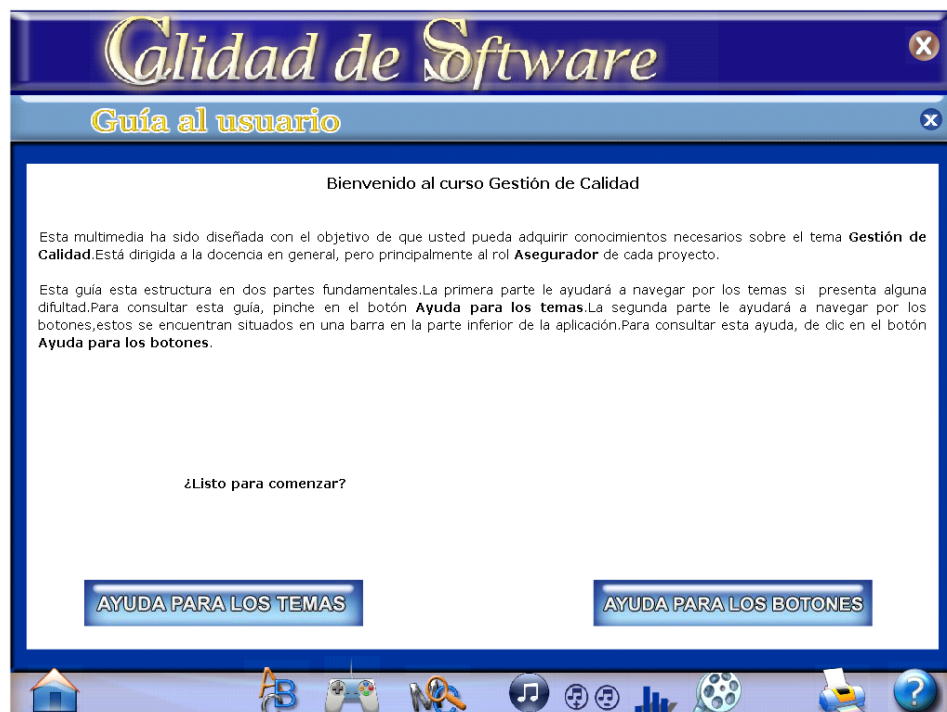 Calidad de Software
Guía al usuario
Bienvenido al curso Gestión de Calidad
Esta multimedia ha sido diseñada con el objetivo de que usted pueda adquirir conocimientos necesarios sobre el tema Gestión de
Calidad.Está dirigida a la docencia en general, pero principalmente al rol Asegurador de cada proyecto.
Esta guía esta estructura en dos partes fundamentales.La primera parte le ayudará a navegar por los temas si presenta alguna
difultad.Para consultar esta guía, pinche en el botón Ayuda para los temas.La segunda parte le ayudará a navegar por los
botones,estos se encuentran situados en una barra en la parte inferior de la aplicación.Para consultar esta ayuda, de clic en el botón
Ayuda para los botones.
¿Listo para comenzar?
AYUDA PARA LOS TEMAS
AYUDA PARA LOS BOTONES